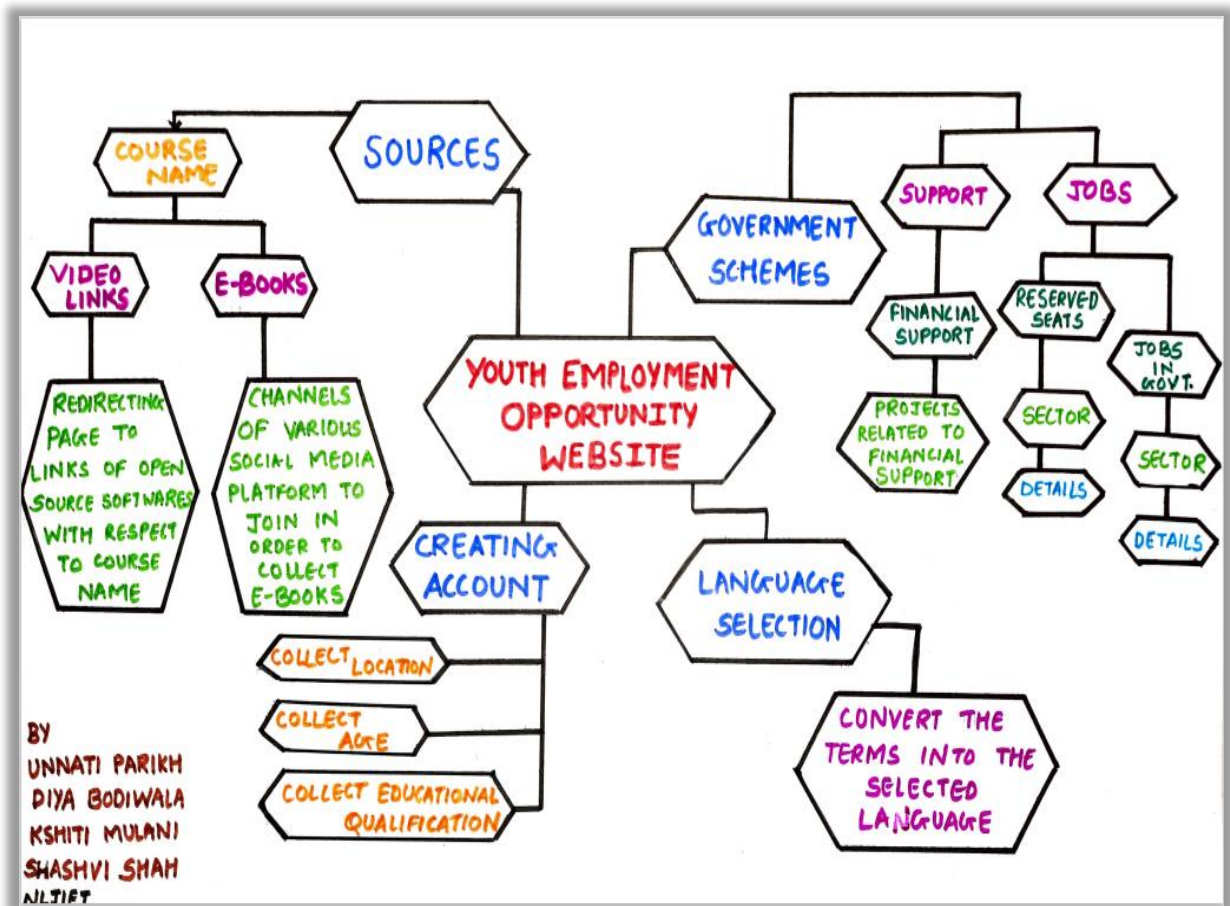 SOURCES
COURSE
NAME
VIDEO
LINKS
E-BOOKS
REDIRECTING
PAGE TO
LINKS OF OPEN
SOURCE SOFTWARES
WITH RESPECT
TO COURSE
NAME
CHANNELS
OF VARIOUS
SOCIAL MEDIA
PLATFORM TO
JOIN IN
ORDER TO
COLLECT
E-BOOKS
GOVERNMENT
SCHEMES
SUPPORT
JOBS
FINANCIAL
SUPPORT
PROJECTS
RELATED TO
FINANCIAL
SUPPORT
RESERVED
SEATS
SECTOR
DETAILS
JOBS
IN
GOVT.
SECTOR
DETAILS
YOUTH EMPLOYMENT
OPPORTUNITY
WEBSITE
CREATING
ACCOUNT
COLLECT LOCATION
COLLECT
AGE
COLLECT EDUCATIONAL
QUALIFICATION
LANGUAGE
SELECTION
CONVERT THE
TERMS INTO THE
SELECTED
LANGUAGE
BY
UNNATI PARIKH
DIYA BODIWALA
KSHITI MULANI
SHASHVI SHAH